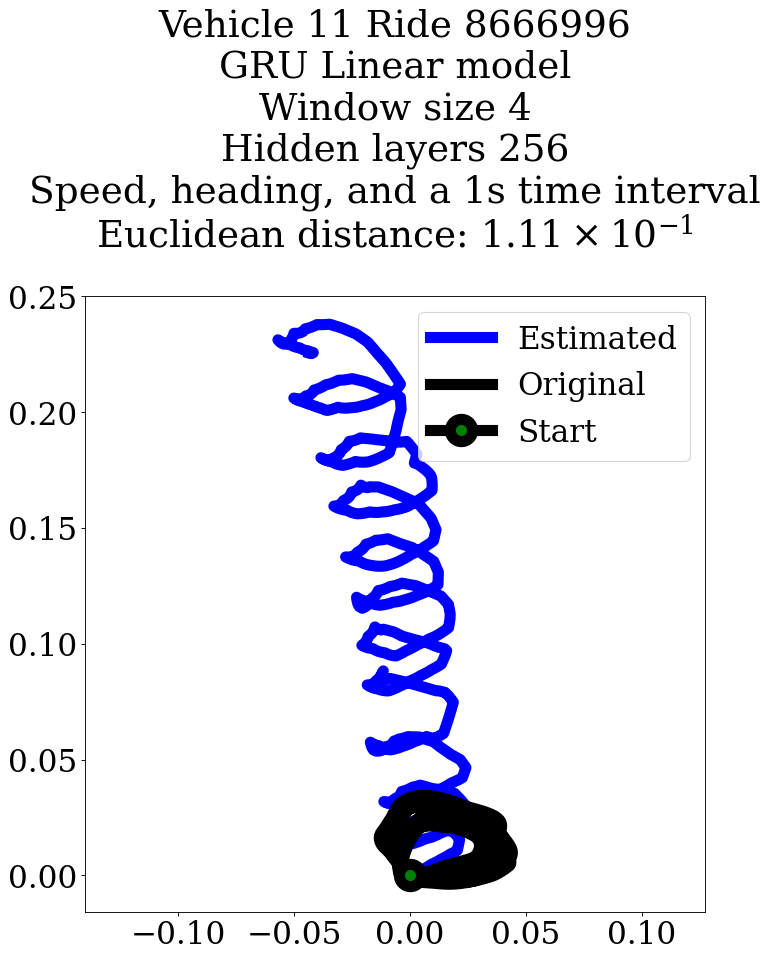 Vehicle 11 Ride 8666996
GRU Linear model
Window size 4
Hidden layers 256
Speed, heading, and a 1s time interval
Euclidean distance: 1.11 × 10⁻¹
0.25
0.20
0.15
0.10
0.05
0.00
Estimated
Original
Start
−0.10 −0.05 0.00 0.05 0.10